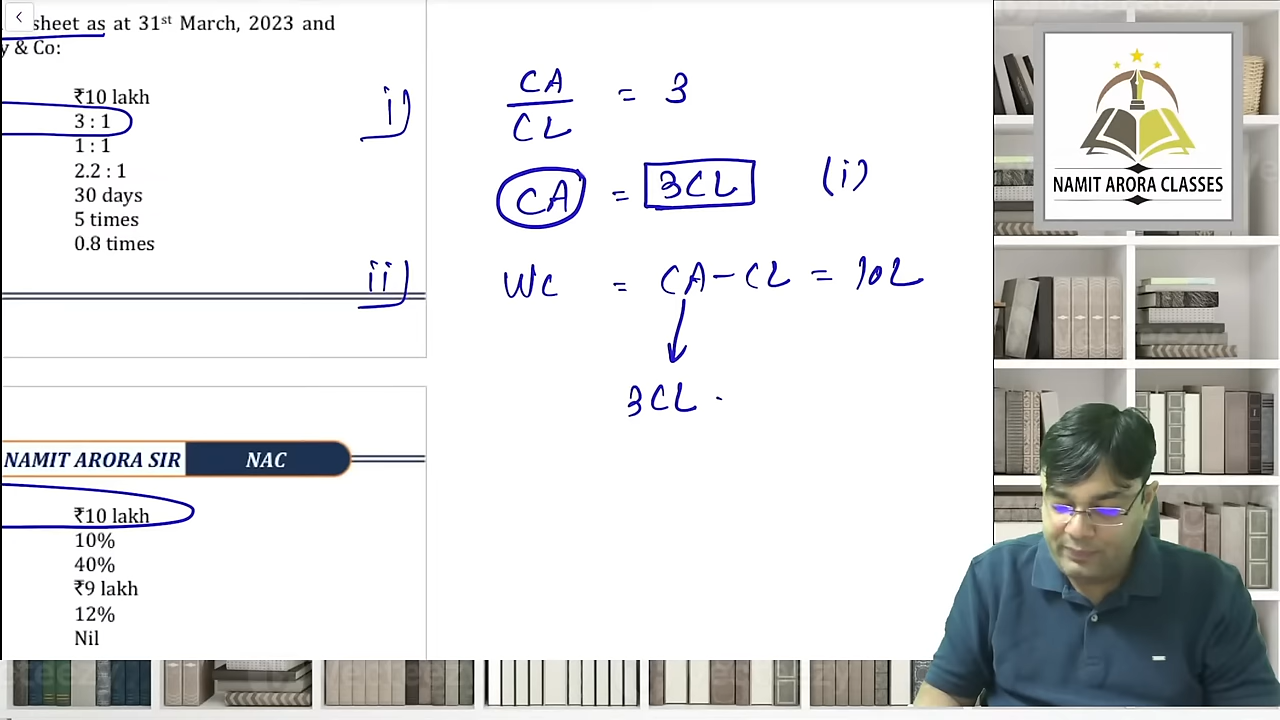 sheet as at 31st March, 2023 and
y & Co:
₹10 lakh
3 : 1
1 : 1
2.2 : 1
30 days
5 times
0.8 times
NAMIT ARORA SIR NAC
₹10 lakh
10%
40%
₹9 lakh
12%
Nil
i) CA/CL = 3
CA = 3CL (i)
ii) WC = CA - CL = 10L
3CL
NAMIT ARORA CLASSES